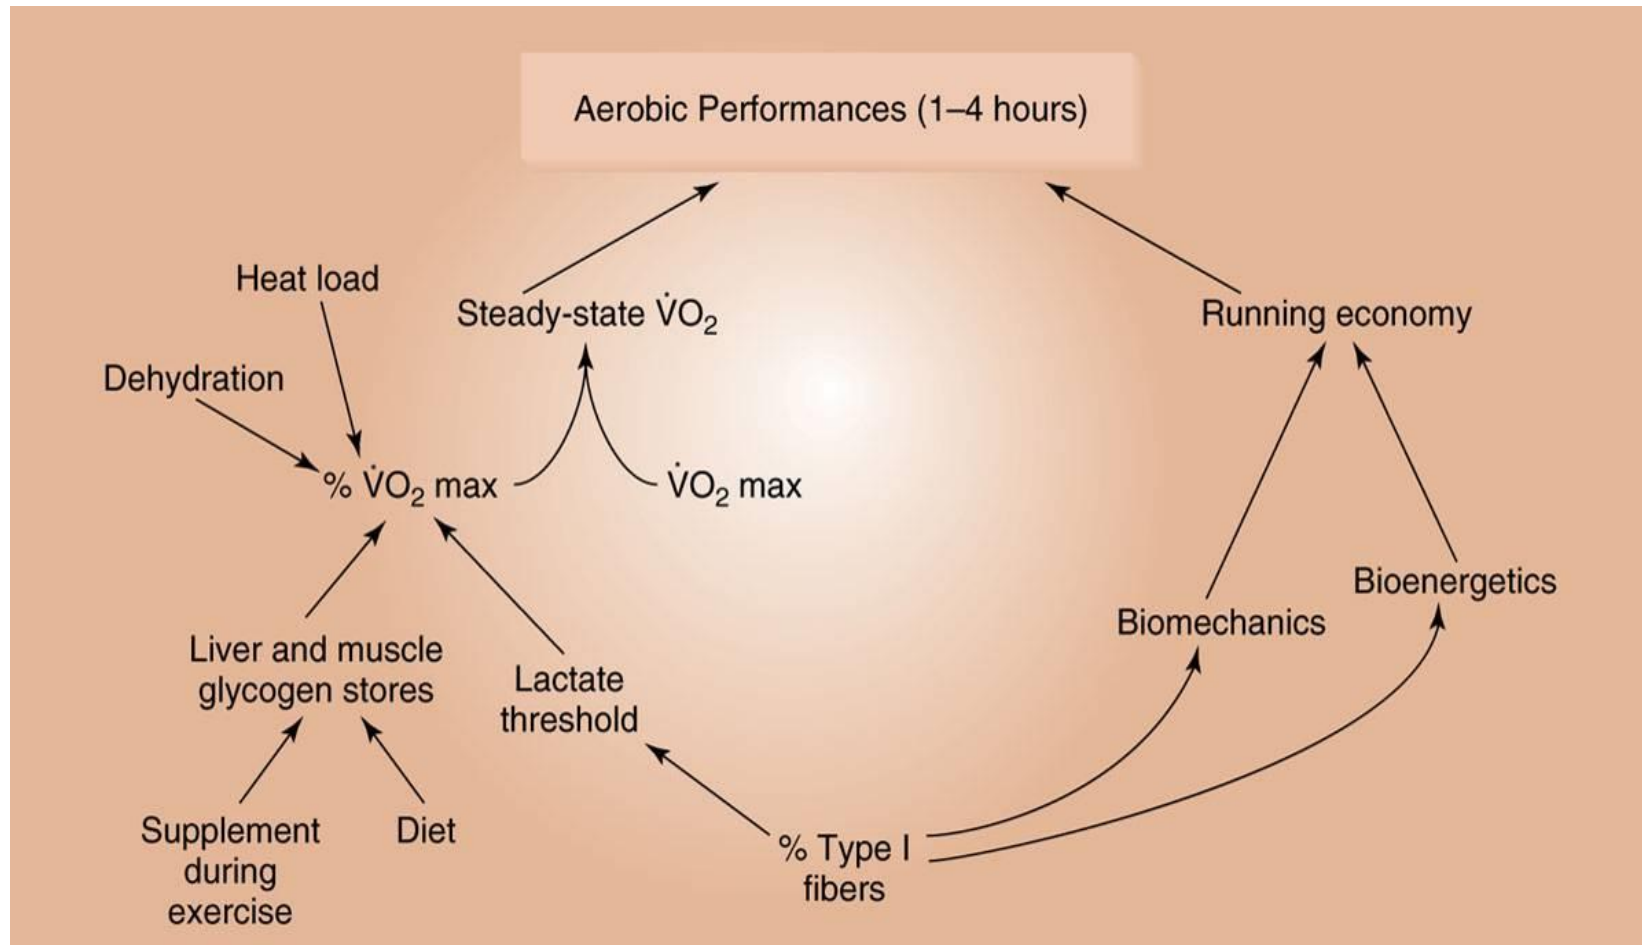 Aerobic Performances (1–4 hours)
Heat load
Steady-state V̇O₂
Running economy
Dehydration
% V̇O₂ max
V̇O₂ max
Bioenergetics
Biomechanics
Liver and muscle
glycogen stores
Lactate
threshold
Supplement
during
exercise
Diet
% Type I
fibers